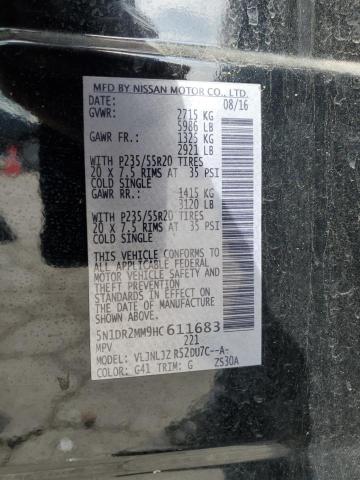 MFD BY NISSAN MOTOR CO., LTD.
DATE: 08/16
GVWR: 2715 KG
5986 LB
GAWR FR.: 1325 KG
2921 LB
WITH P235/55R20 TIRES
20 X 7.5 RIMS AT 35 PSI
COLD SINGLE
GAWR RR.: 1415 KG
3120 LB
WITH P235/55R20 TIRES
20 X 7.5 RIMS AT 35 PSI
COLD SINGLE
THIS VEHICLE CONFORMS TO
ALL APPLICABLE FEDERAL
MOTOR VEHICLE SAFETY AND
THEFT PREVENTION
STANDARDS IN EFFECT ON THE
DATE OF MANUFACTURE
SHOWN ABOVE.
5N1DR2MM9HC611683
MPV 221
MODEL: VLJNLJZ R52DU7C--A-
COLOR: G41 TRIM: G ZS30A